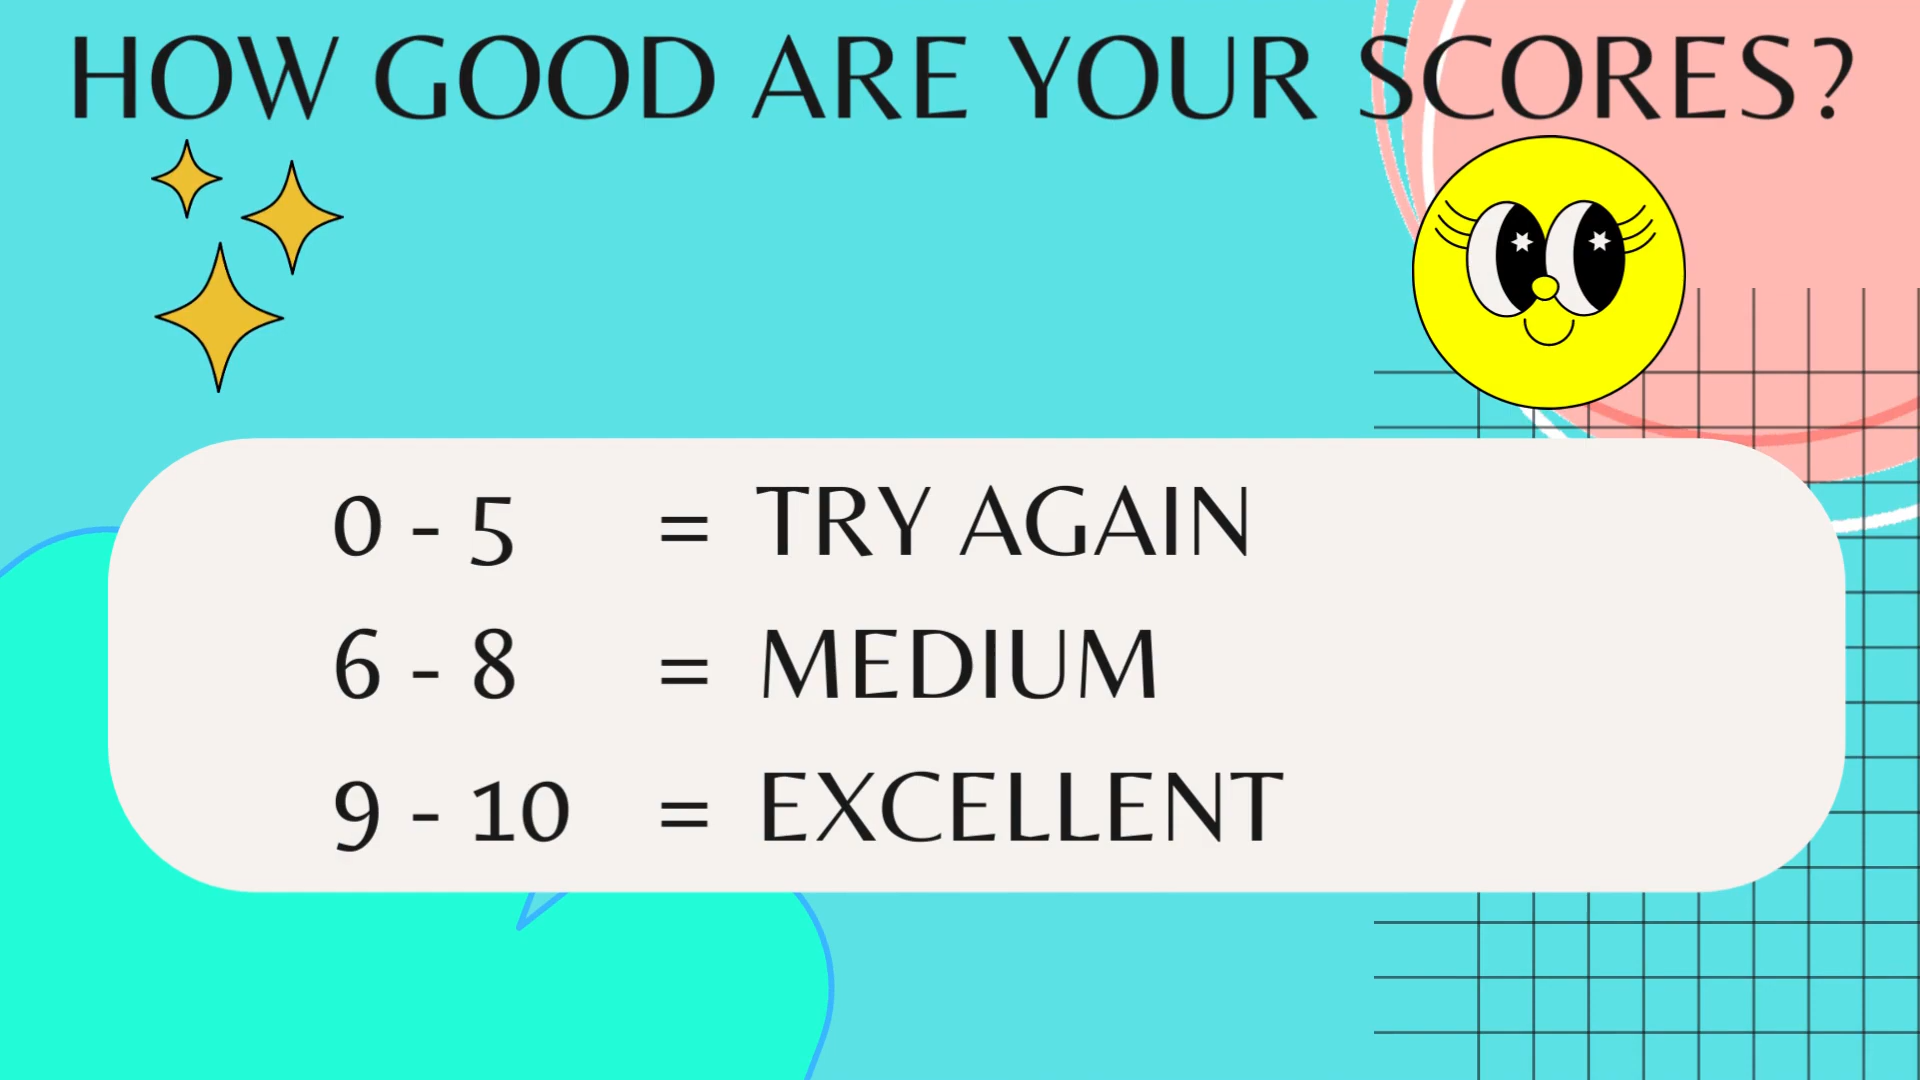 HOW GOOD ARE YOUR SCORES?
0 - 5 = TRY AGAIN
6 - 8 = MEDIUM
9 - 10 = EXCELLENT